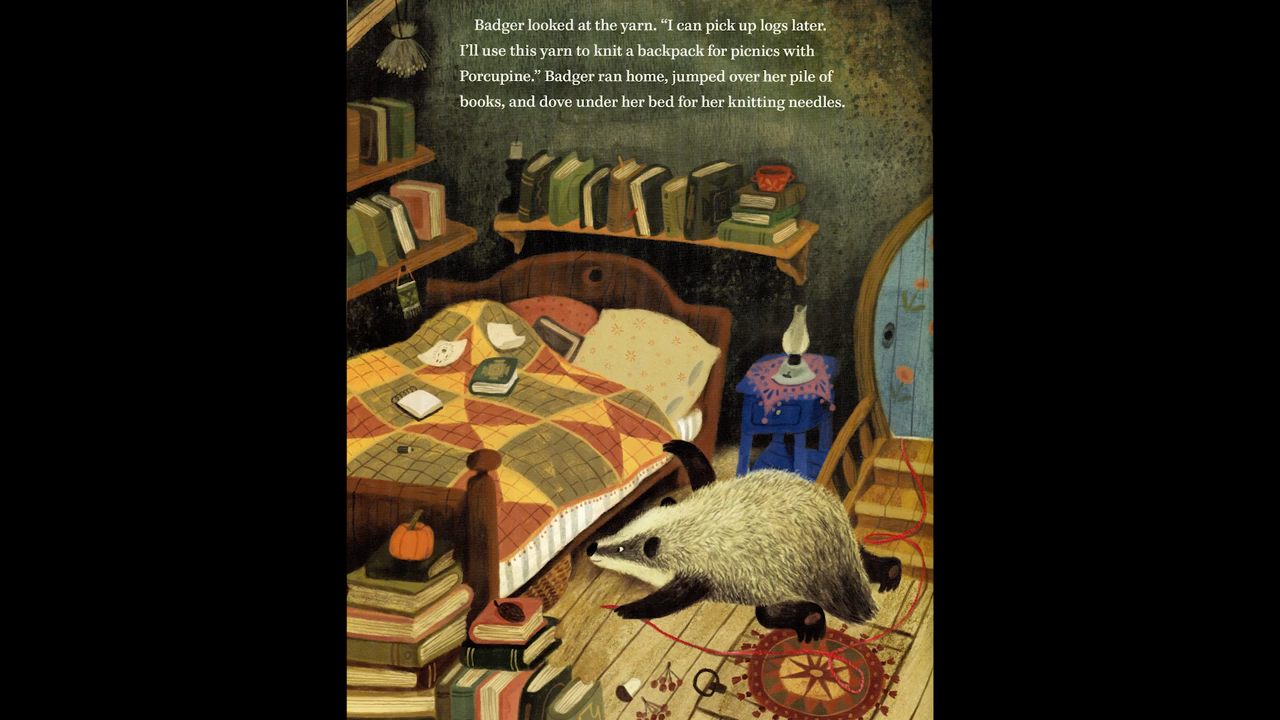 Badger looked at the yarn. “I can pick up logs later.
I’ll use this yarn to knit a backpack for picnics with
Porcupine.” Badger ran home, jumped over her pile of
books, and dove under her bed for her knitting needles.